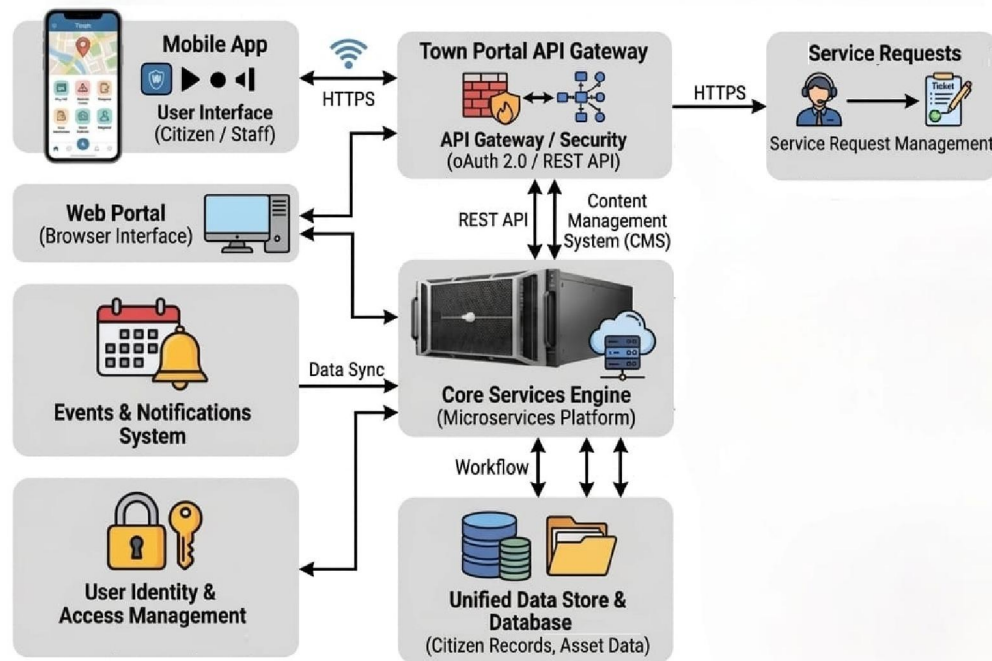 Town
Mobile App
User Interface
(Citizen / Staff)
HTTPS
Town Portal API Gateway
API Gateway / Security
(oAuth 2.0 / REST API)
HTTPS
Service Requests
Ticket
Service Request Management
Web Portal
(Browser Interface)
REST API
Content
Management
System (CMS)
Events & Notifications
System
Data Sync
Core Services Engine
(Microservices Platform)
Workflow
User Identity &
Access Management
Unified Data Store &
Database
(Citizen Records, Asset Data)